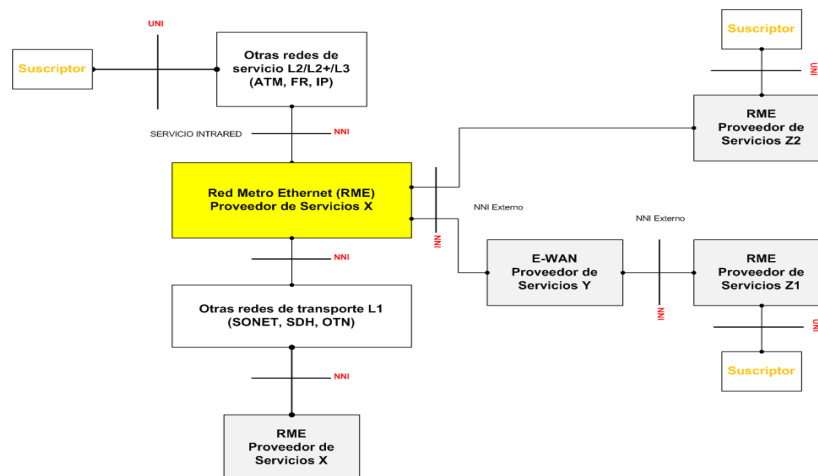 UNI
Suscriptor
Otras redes de
servicio L2/L2+/L3
(ATM, FR, IP)
Suscriptor
UNI
RME
Proveedor de
Servicios Z2
SERVICIO INTRARED
NNI
Red Metro Ethernet (RME)
Proveedor de Servicios X
NNI Externo
NNI
NNI
E-WAN
Proveedor de
Servicios Y
NNI Externo
NNI
RME
Proveedor de
Servicios Z1
UNI
Suscriptor
Otras redes de transporte L1
(SONET, SDH, OTN)
NNI
RME
Proveedor de
Servicios X